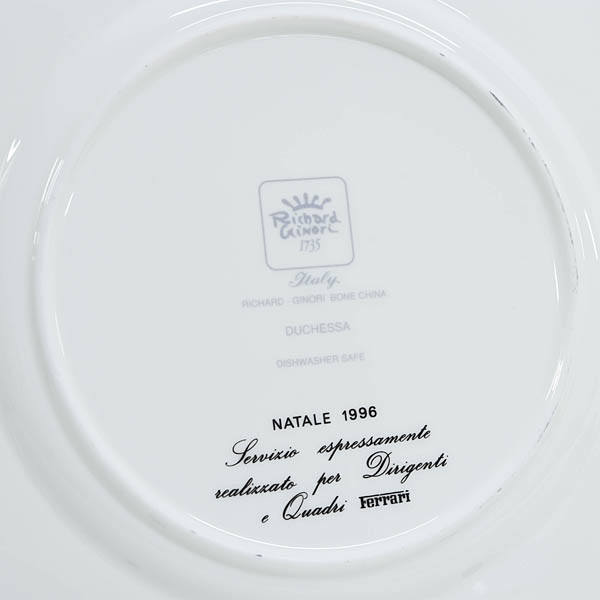 Richard
Ginori
1735
Italy.
RICHARD - GINORI BONE CHINA
DUCHESSA
DISHWASHER SAFE
NATALE 1996
Servizio espressamente
realizzato per Dirigenti
e Quadri Ferrari